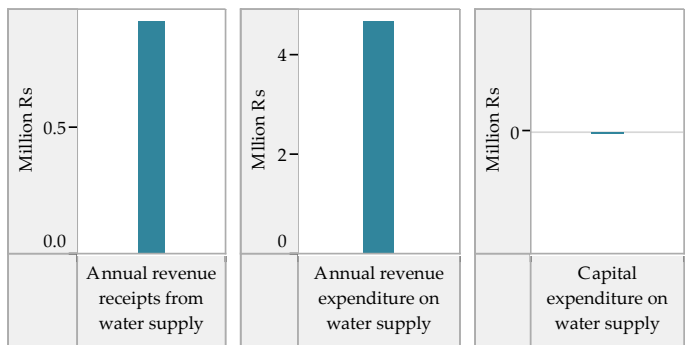 Million Rs
0.5
0.0
Annual revenue
receipts from
water supply
Mllion Rs
4
2
0
Annual revenue
expenditure on
water supply
Million Rs
0
Capital
expenditure on
water supply